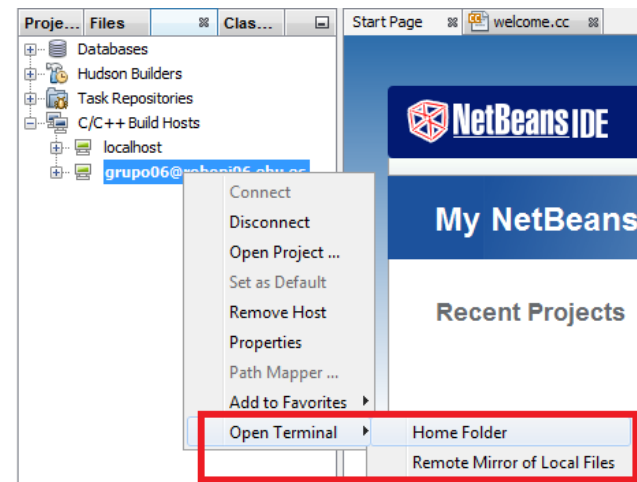 Proje... Files Clas... Start Page welcome.cc
Databases
Hudson Builders
Task Repositories
C/C++ Build Hosts
localhost
NetBeans IDE
Connect
Disconnect
Open Project ...
Set as Default
Remove Host
Properties
Path Mapper ...
Add to Favorites
Open Terminal
My NetBeans
Recent Projects
Home Folder
Remote Mirror of Local Files